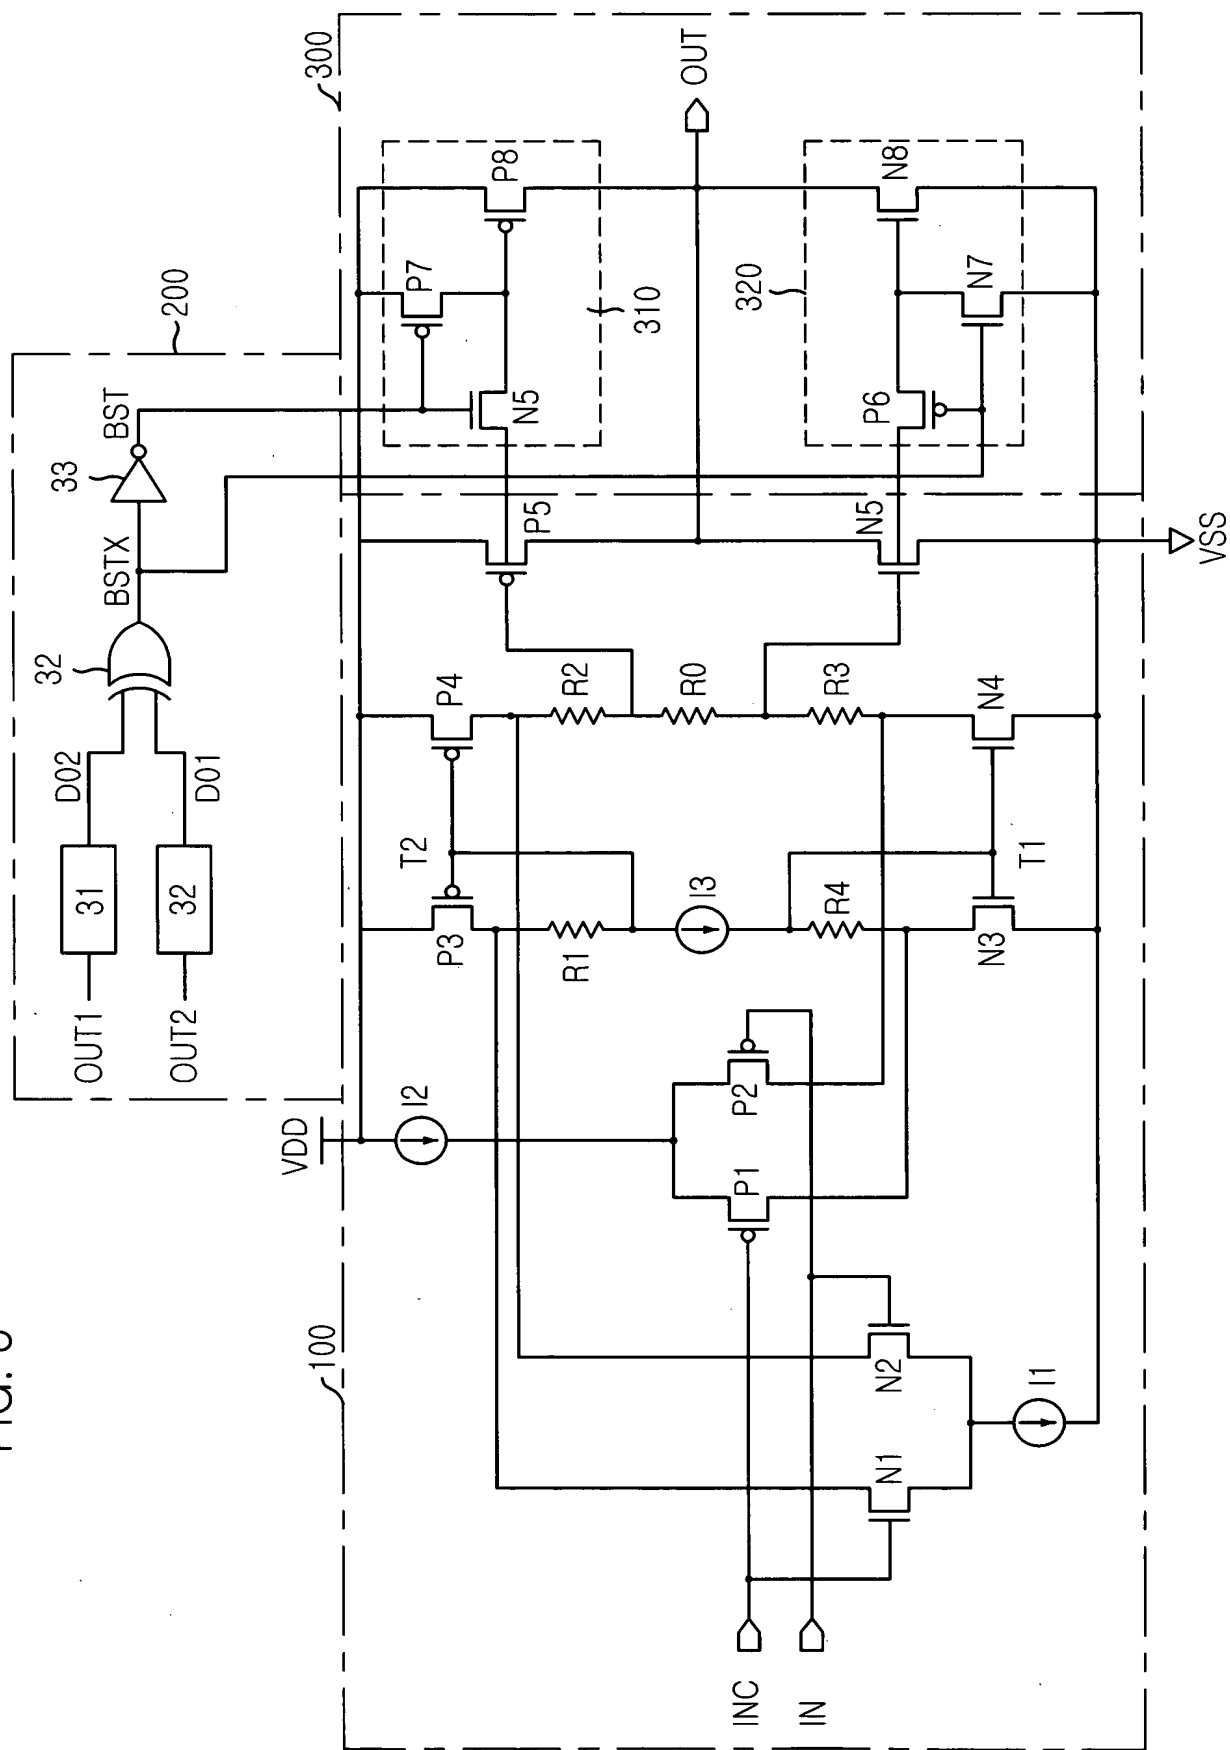 FIG. 6
100
200
300
OUT1
OUT2
31
32
D02
D01
32
BSTX
33
BST
VDD
I2
P3
T2
P4
P7
P8
N5
310
OUT
P5
R1
R2
R0
I3
R4
R3
P1
P2
N5
P6
320
N8
N7
INC
IN
N1
N2
I1
N3
T1
N4
VSS